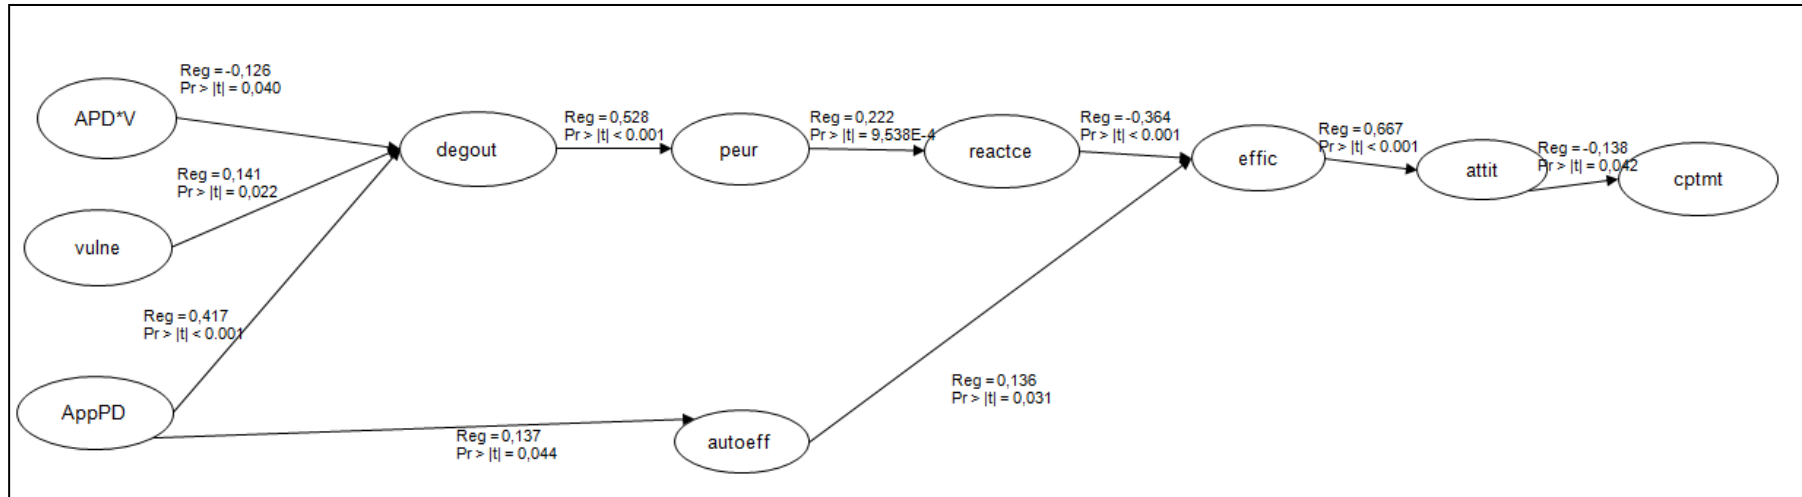 Reg = -0,126
Pr > |t| = 0,040
APD*V
degout
Reg = 0,528
Pr > |t| < 0.001
peur
Reg = 0,222
Pr > |t| = 9,538E-4
reactce
Reg = -0,364
Pr > |t| < 0.001
effic
Reg = 0,667
Pr > |t| < 0.001
attit
Reg = -0,138
Pr > |t| = 0,042
cptmt
Reg = 0,141
Pr > |t| = 0,022
vulne
Reg = 0,417
Pr > |t| < 0.001
AppPD
Reg = 0,137
Pr > |t| = 0,044
autoeff
Reg = 0,136
Pr > |t| = 0,031